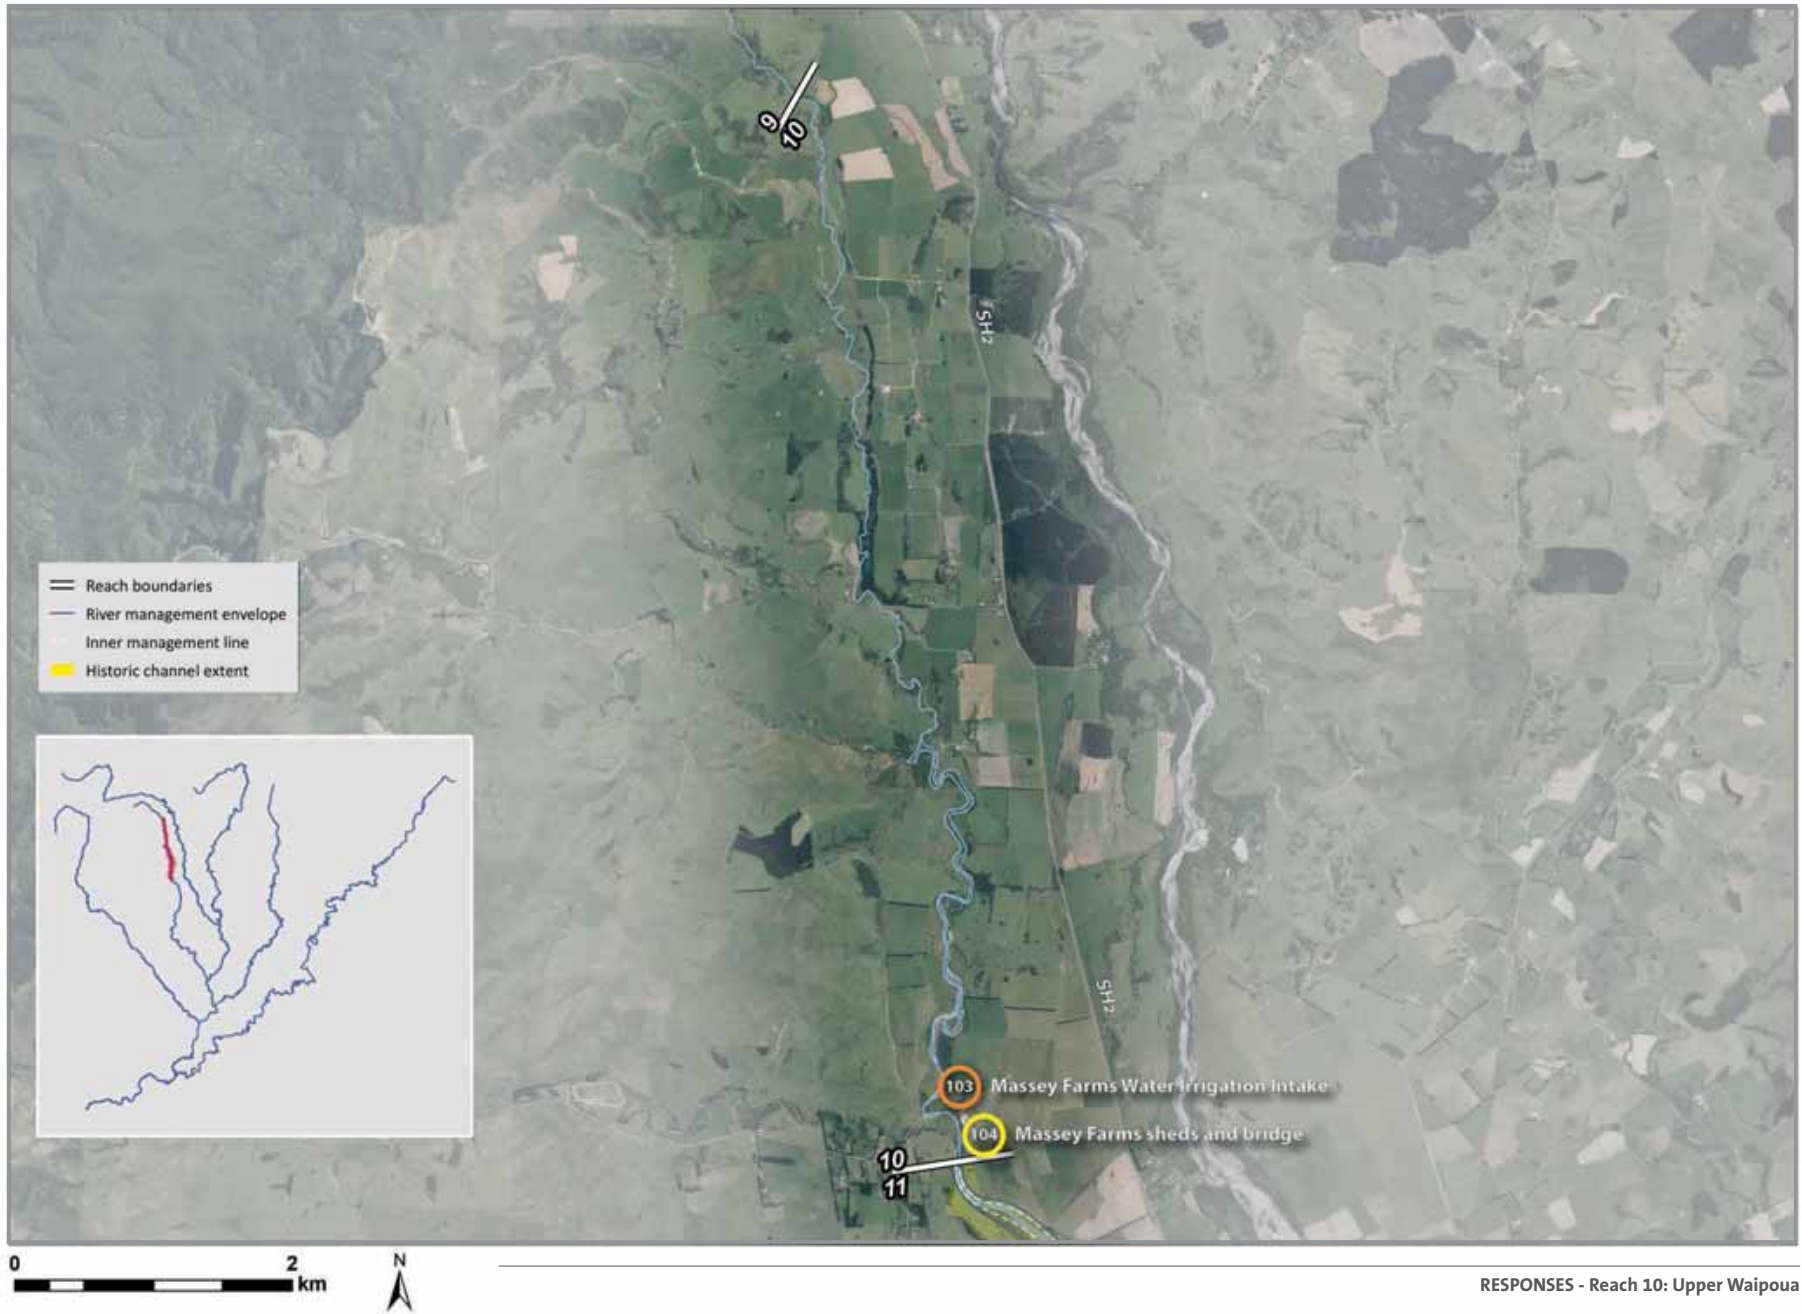 9
10
SH2
Reach boundaries
River management envelope
Inner management line
Historic channel extent
SH2
103 Massey Farms Water Irrigation Intake
104 Massey Farms sheds and bridge
10
11
0 2
km
N
RESPONSES - Reach 10: Upper Waipoua